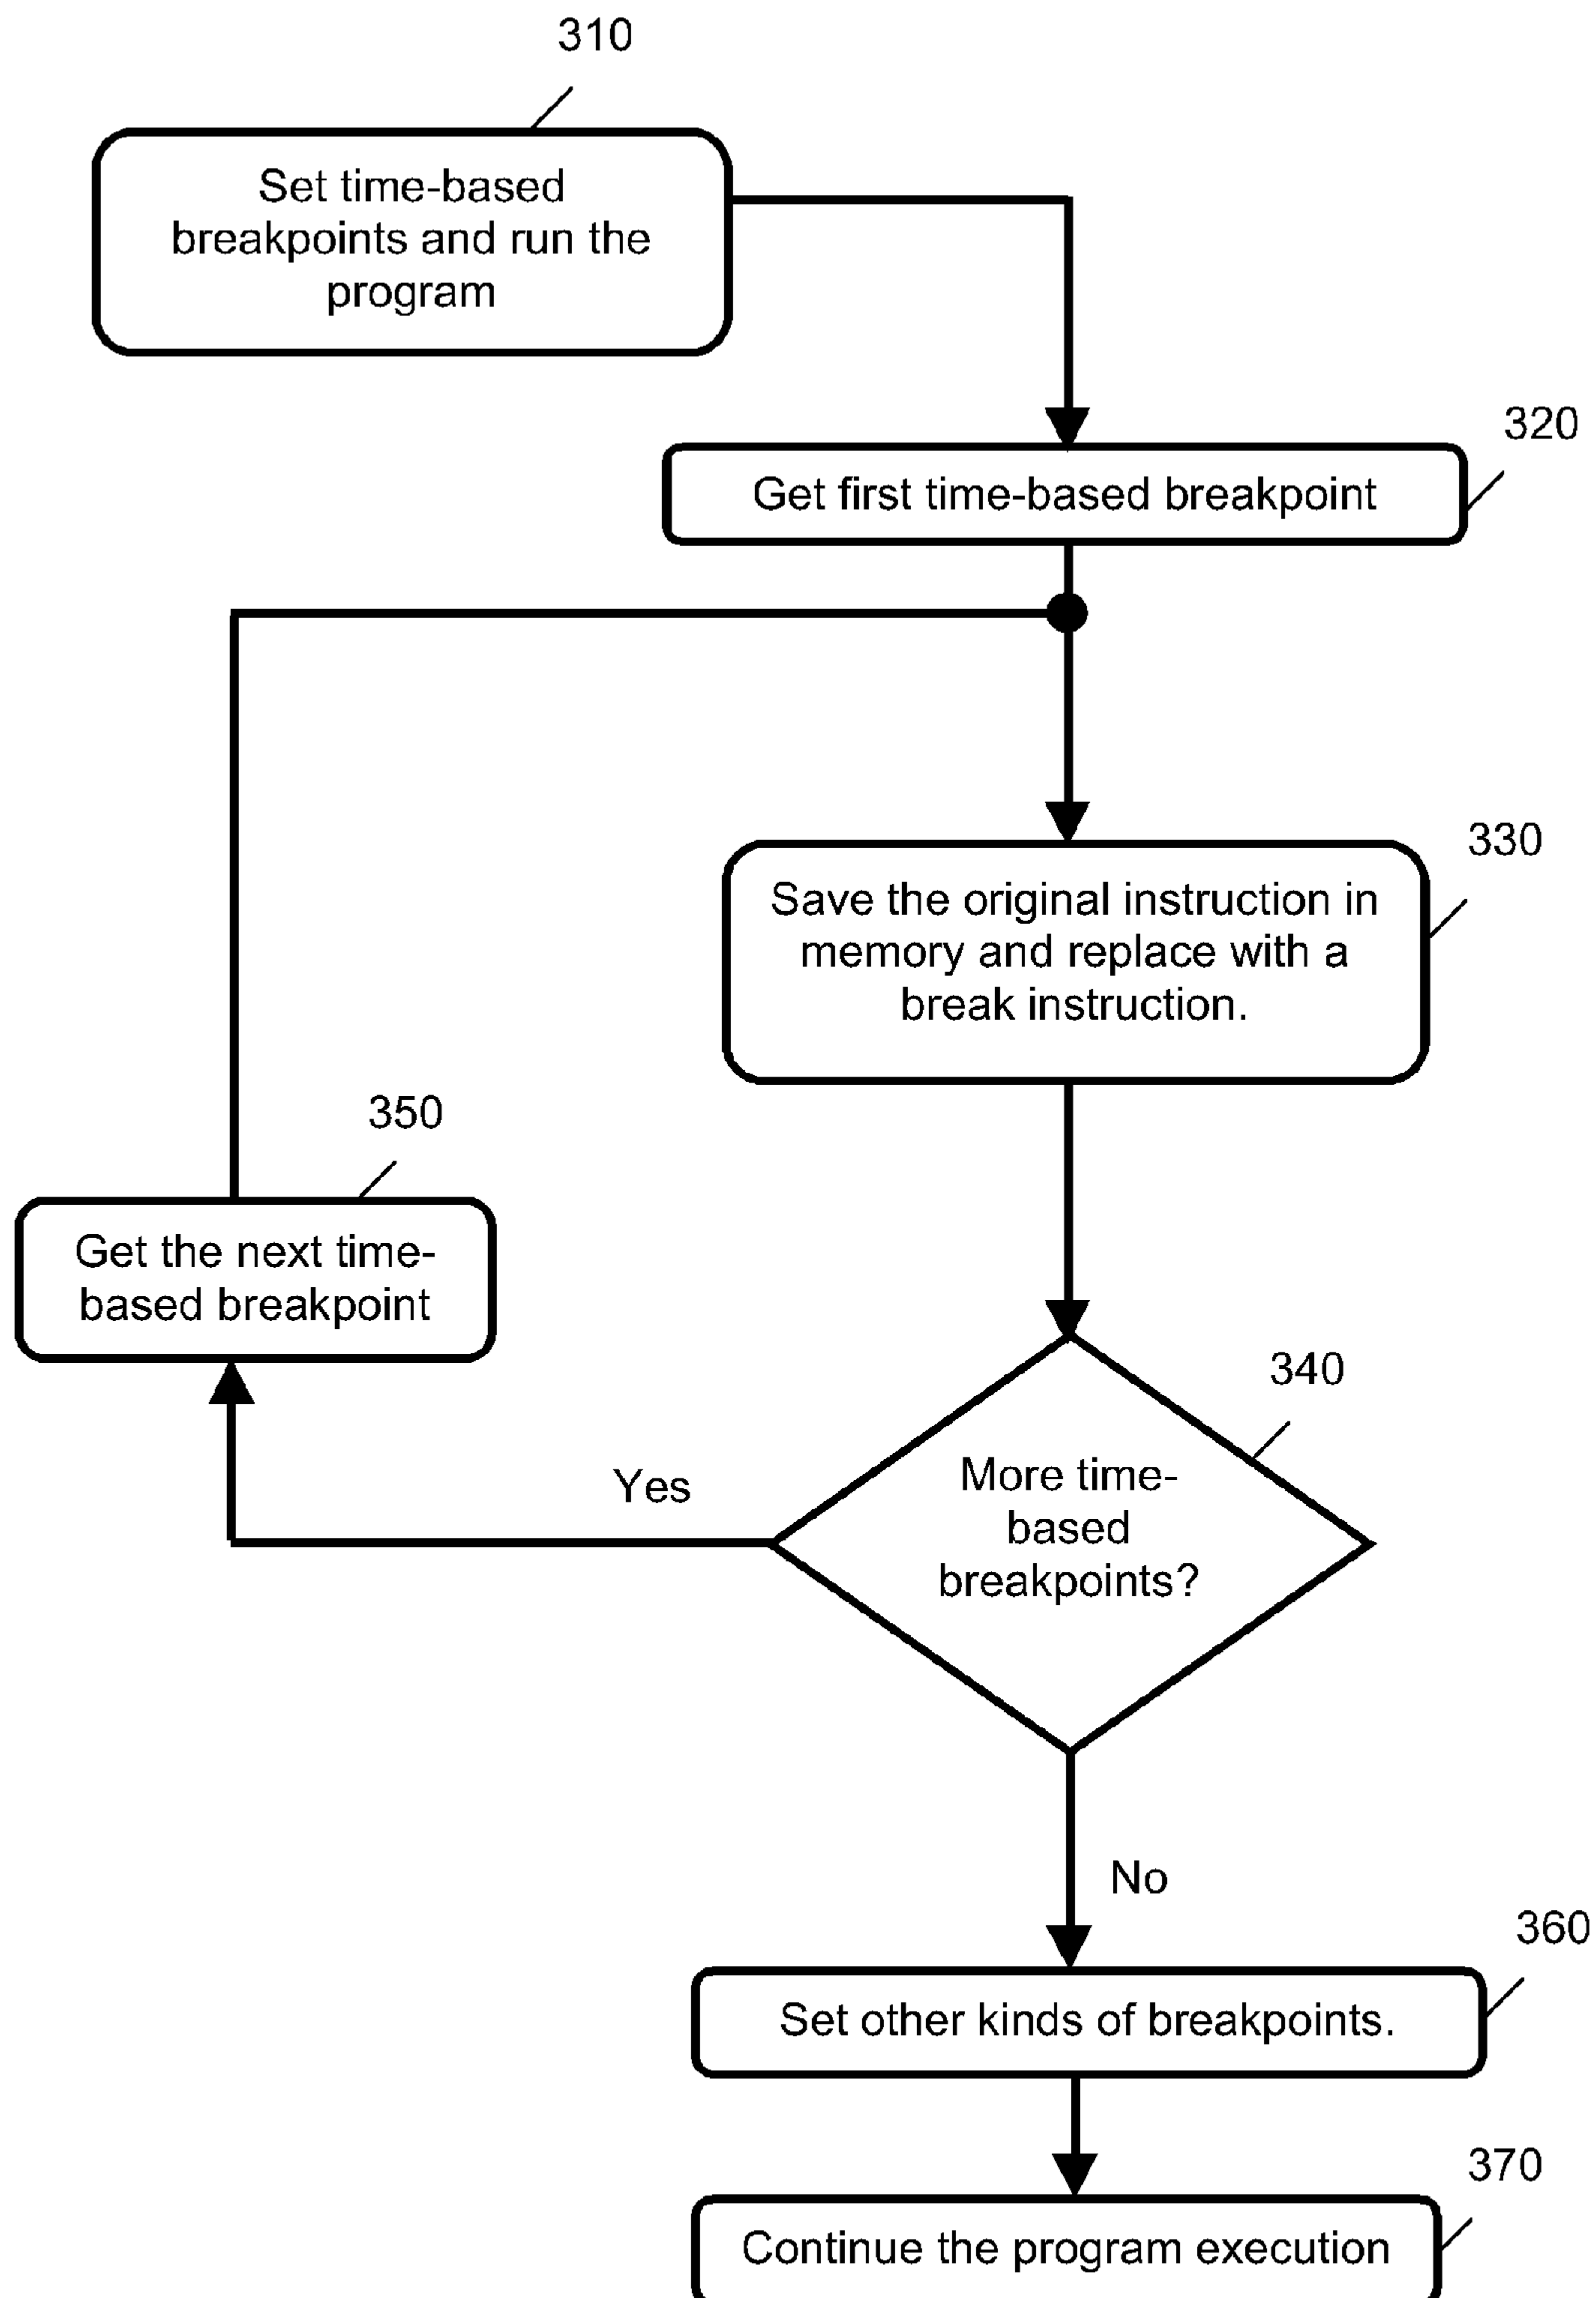 310
Set time-based
breakpoints and run the
program
320
Get first time-based breakpoint
330
Save the original instruction in
memory and replace with a
break instruction.
350
Get the next time-
based breakpoint
340
More time-
based
breakpoints?
Yes
No
360
Set other kinds of breakpoints.
370
Continue the program execution